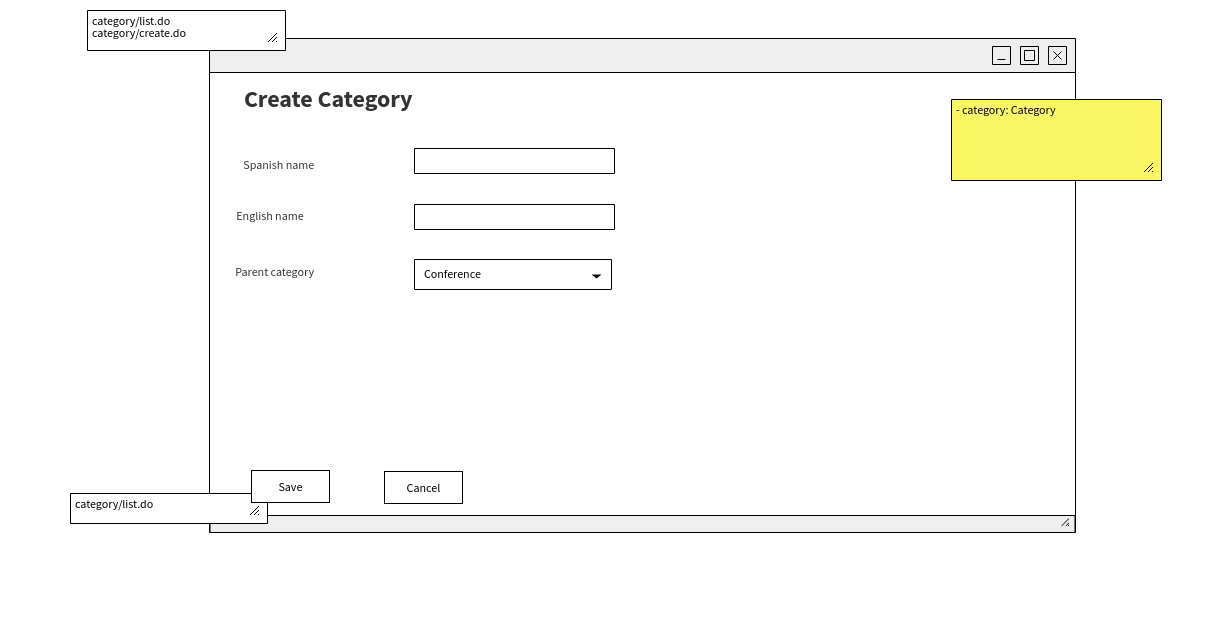 category/list.do
category/create.do
Create Category
- category: Category
Spanish name
English name
Parent category
Conference
Save
Cancel
category/list.do